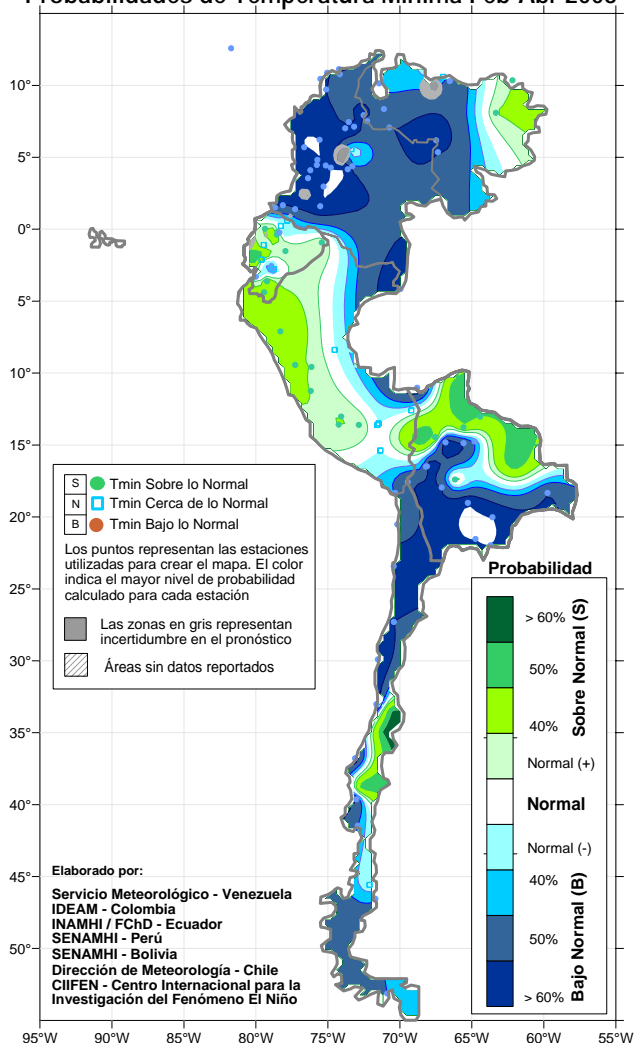 Probabilidades de Temperatura Mínima Feb-Abr
10°
5°
0°
5°
10°
15°
20°
25°
30°
35°
40°
45°
50°
S Tmin Sobre lo Normal
N Tmin Cerca de lo Normal
B Tmin Bajo lo Normal
Los puntos representan las estaciones
utilizadas para crear el mapa. El color
indica el mayor nivel de probabilidad
calculado para cada estación
Las zonas en gris representan
incertidumbre en el pronóstico
Áreas sin datos reportados
Probabilidad
> 60%
50%
40%
Normal (+)
Normal
Normal (-)
40%
50%
> 60%
Sobre Normal (S)
Bajo Normal (B)
Elaborado por:
Servicio Meteorológico - Venezuela
IDEAM - Colombia
INAMHI / FChD - Ecuador
SENAMHI - Perú
SENAMHI - Bolivia
Dirección de Meteorología - Chile
CIIFEN - Centro Internacional para la
Investigación del Fenómeno El Niño
95°W 90°W 85°W 80°W 75°W 70°W 65°W 60°W 55°W